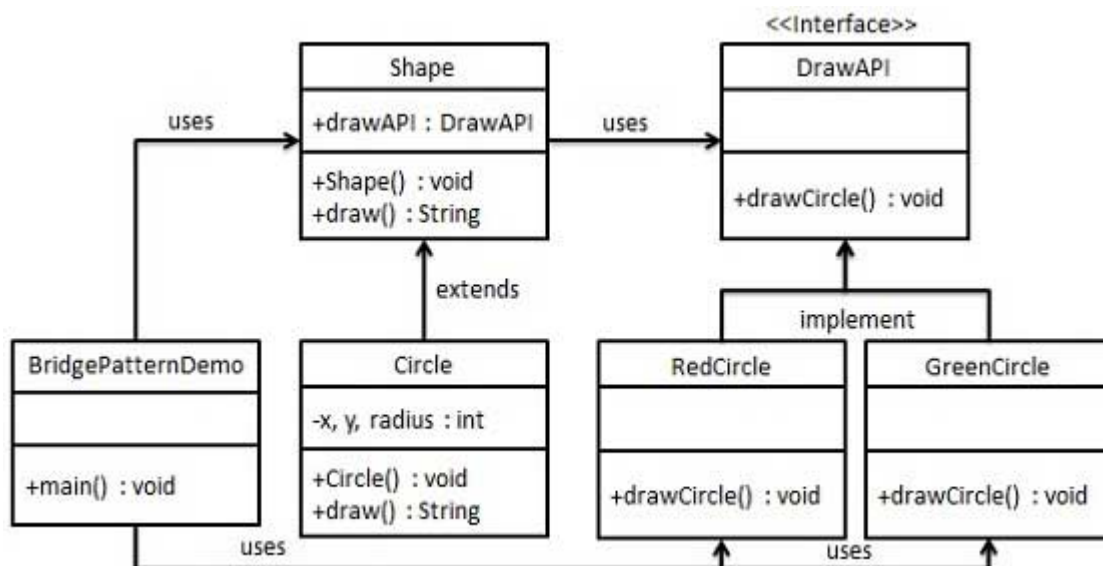 <<Interface>>
Shape
DrawAPI
+drawAPI : DrawAPI
uses
uses
+Shape() : void
+draw() : String
+drawCircle() : void
extends
implement
BridgePatternDemo
Circle
RedCircle
GreenCircle
-x, y, radius : int
+main() : void
+Circle() : void
+draw() : String
+drawCircle() : void
+drawCircle() : void
uses
uses